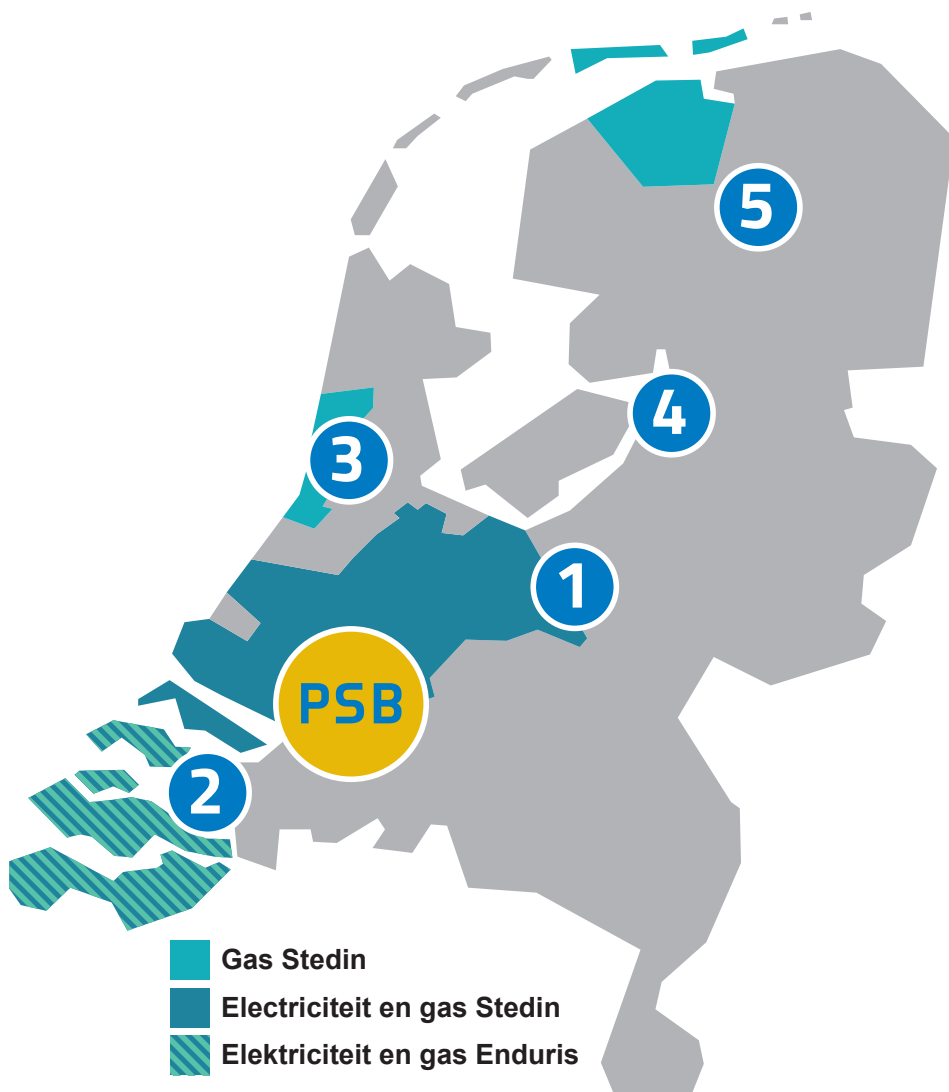 5
4
3
1
PSB
2
Gas Stedin
Electriciteit en gas Stedin
Elektriciteit en gas Enduris